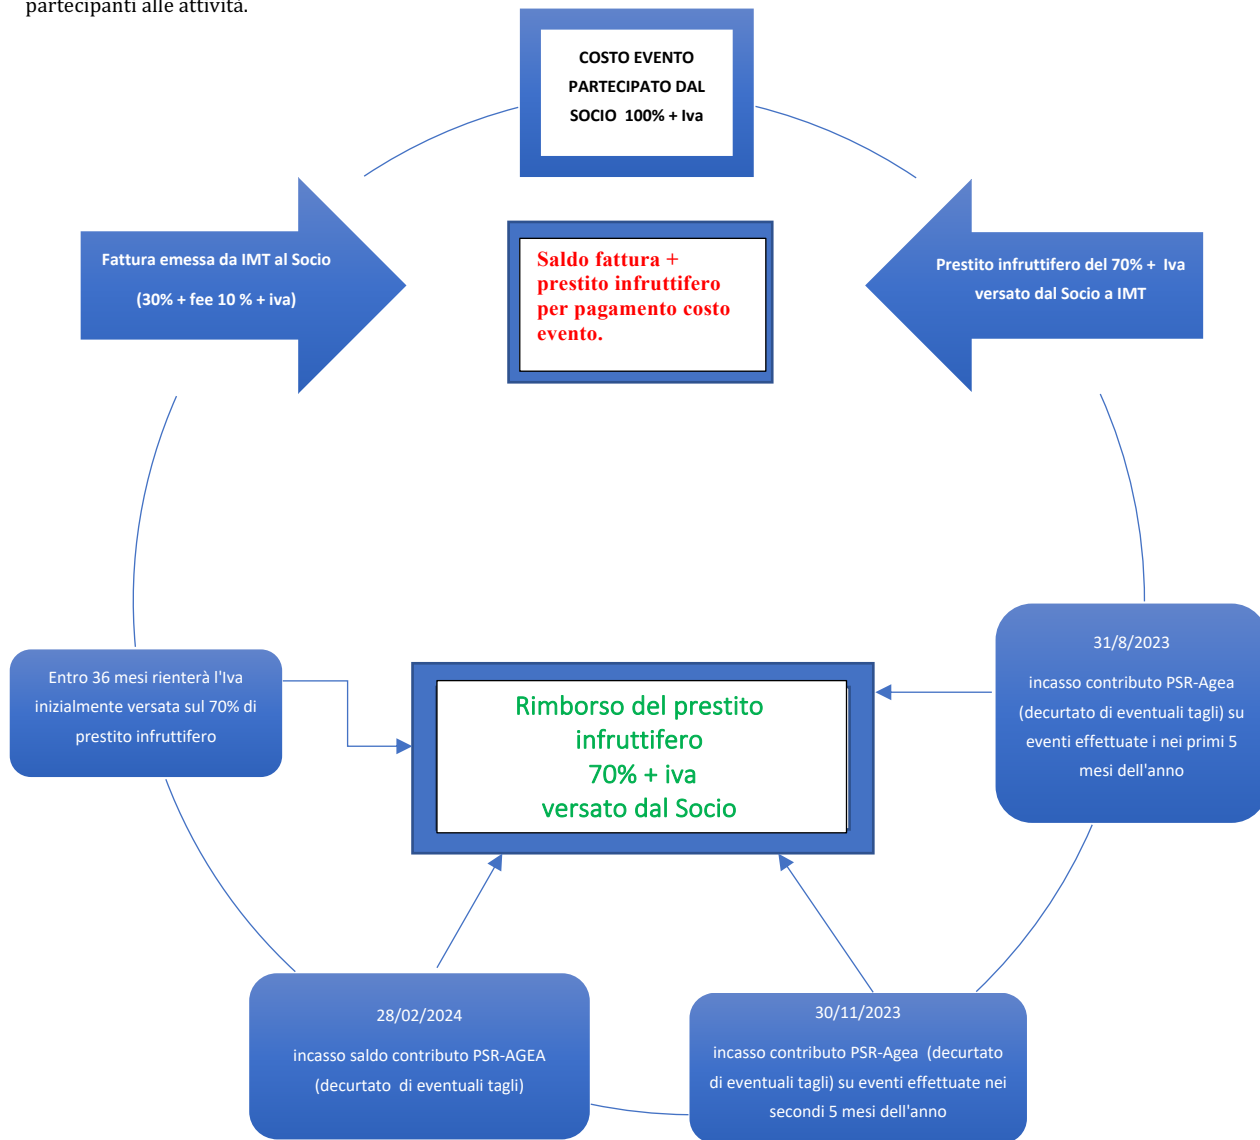 partecipanti alle attività.
COSTO EVENTO
PARTECIPATO DAL
SOCIO 100% + Iva
Fattura emessa da IMT al Socio
(30% + fee 10 % + iva)
Saldo fattura +
prestito infruttifero
per pagamento costo
evento.
Prestito infruttifero del 70% + Iva
versato dal Socio a IMT
31/8/2023
incasso contributo PSR-Agea
(decurtato di eventuali tagli) su
eventi effettuate i nei primi 5
mesi dell'anno
Entro 36 mesi rienterà l'Iva
inizialmente versata sul 70% di
prestito infruttifero
Rimborso del prestito
infruttifero
70% + iva
versato dal Socio
28/02/2024
incasso saldo contributo PSR-AGEA
(decurtato di eventuali tagli)
30/11/2023
incasso contributo PSR-Agea (decurtato
di eventuali tagli) su eventi effettuate nei
secondi 5 mesi dell'anno